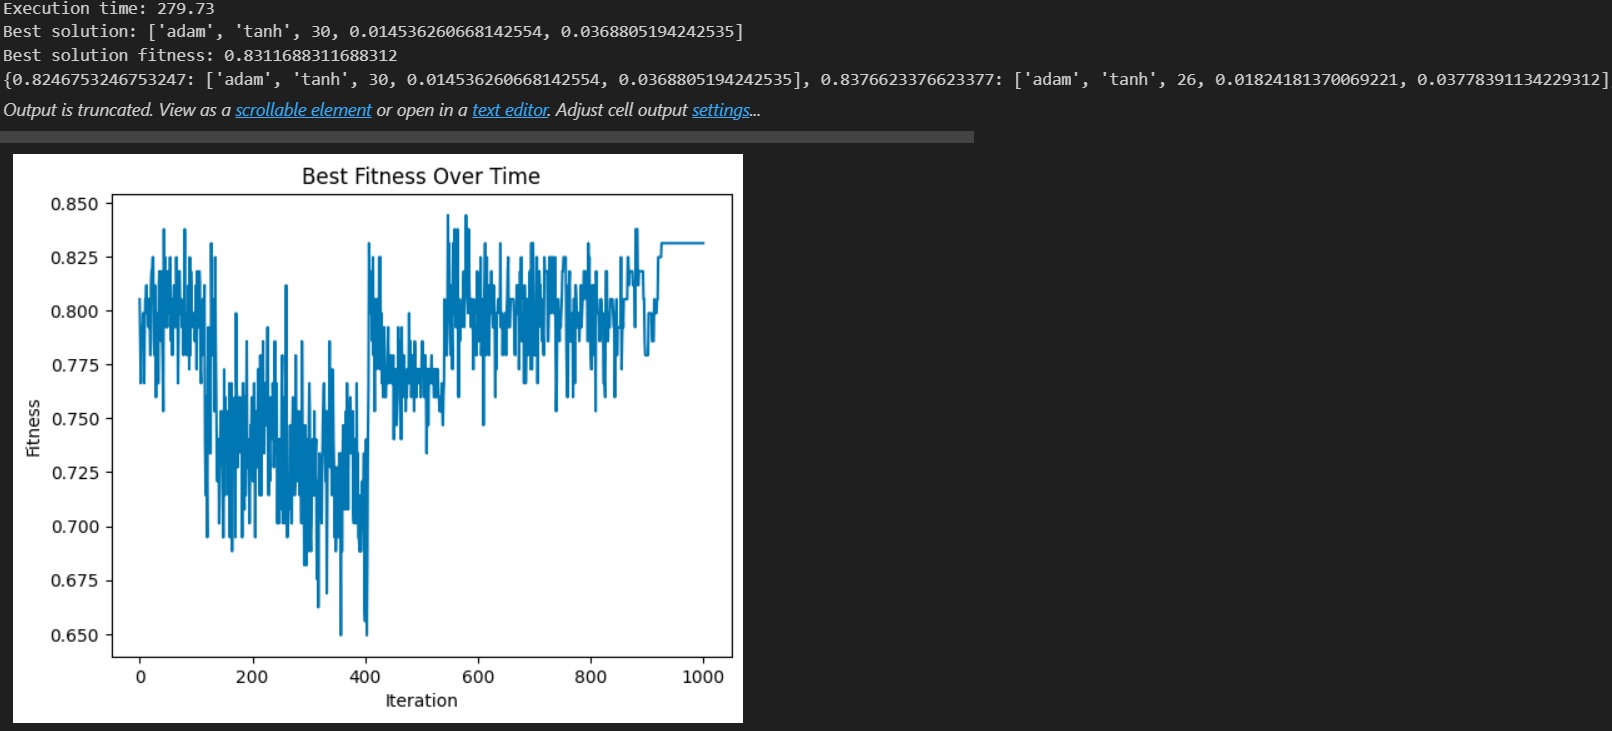 Execution time: 279.73
Best solution: ['adam', 'tanh', 30, 0.014536260668142554, 0.0368805194242535]
Best solution fitness: 0.8311688311688312
{0.8246753246753247: ['adam', 'tanh', 30, 0.014536260668142554, 0.0368805194242535], 0.8376623376623377: ['adam', 'tanh', 26, 0.01824181370069221, 0.03778391134229312]
Output is truncated. View as a scrollable element or open in a text editor. Adjust cell output settings...
Best Fitness Over Time
0.850
0.825
0.800
0.775
0.750
0.725
0.700
0.675
0.650
Fitness
0 200 400 600 800 1000
Iteration